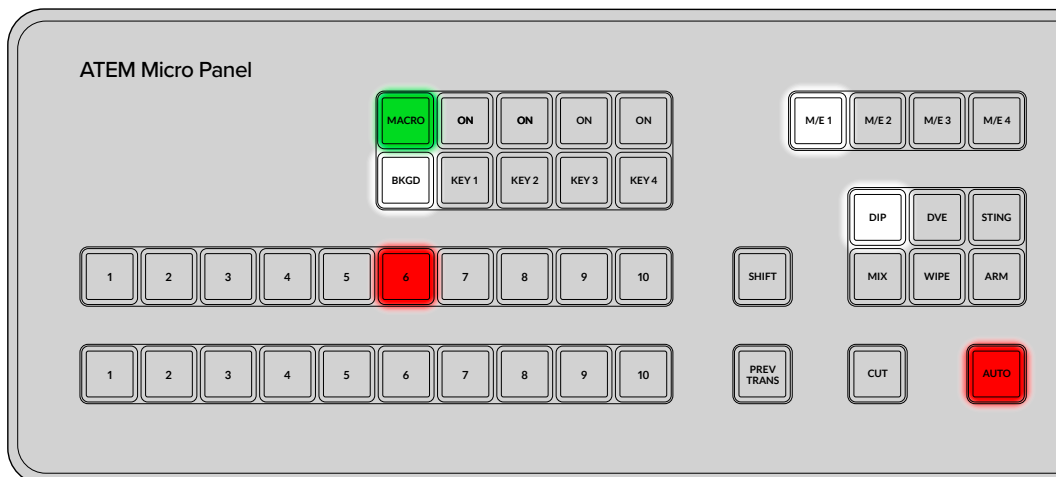 ATEM Micro Panel
MACRO ON ON ON ON
M/E 1 M/E 2 M/E 3 M/E 4
BKGD KEY 1 KEY 2 KEY 3 KEY 4
DIP DVE STING
1 2 3 4 5 6 7 8 9 10
SHIFT
MIX WIPE ARM
1 2 3 4 5 6 7 8 9 10
PREV
TRANS
CUT
AUTO